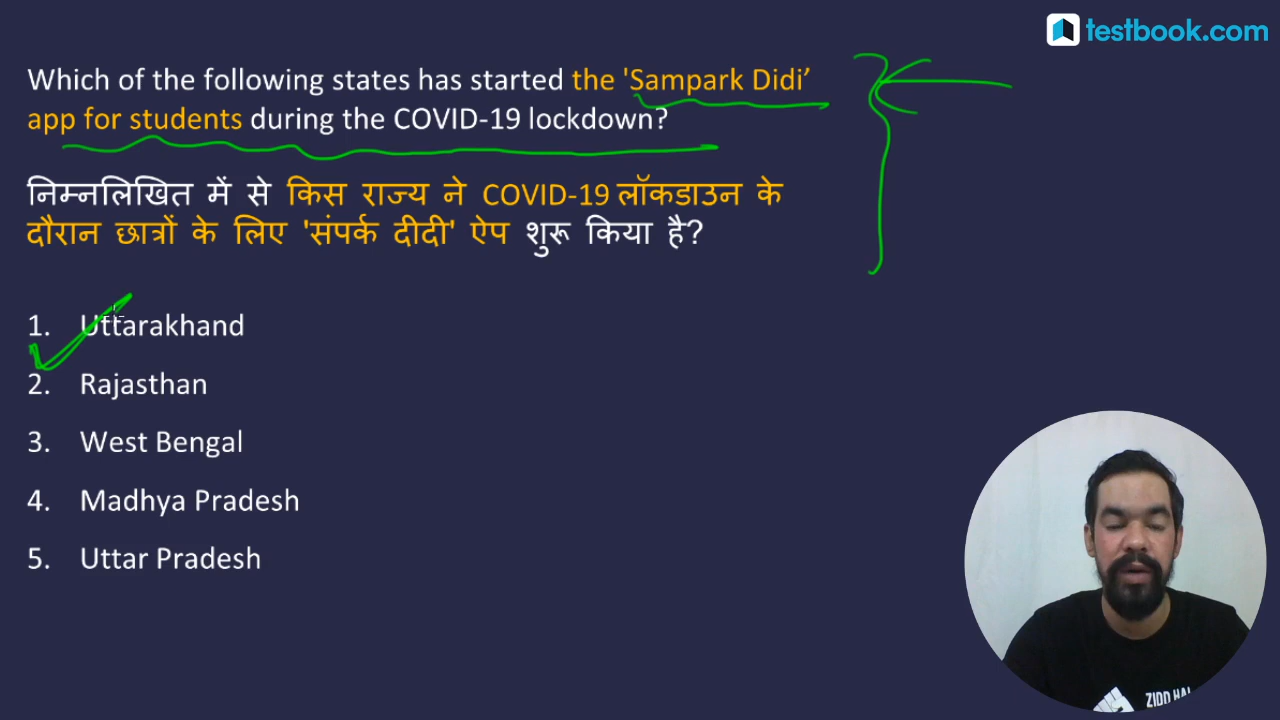 testbook.com
Which of the following states has started the 'Sampark Didi’
app for students during the COVID-19 lockdown?
निम्नलिखित में से किस राज्य ने COVID-19 लॉकडाउन के
दौरान छात्रों के लिए 'संपर्क दीदी' ऐप शुरू किया है?
1. Uttarakhand
2. Rajasthan
3. West Bengal
4. Madhya Pradesh
5. Uttar Pradesh